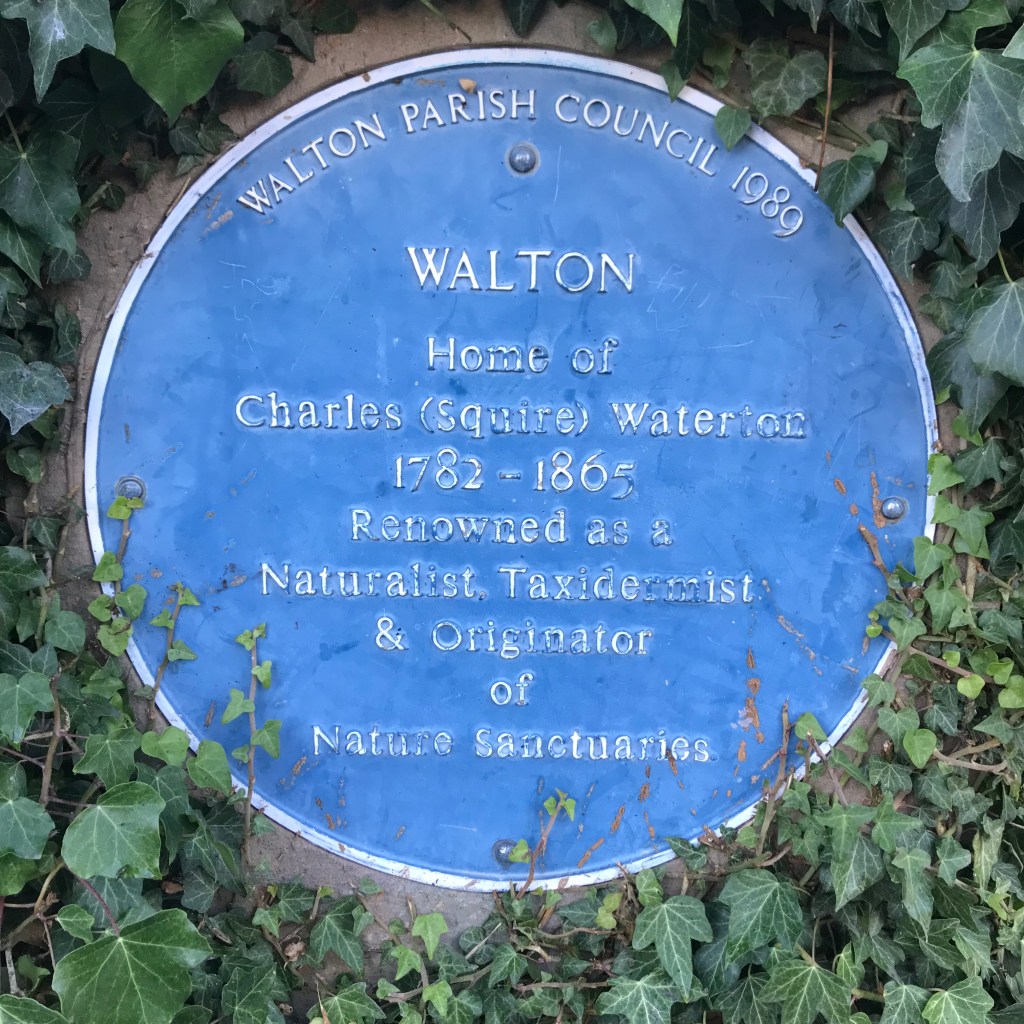 WALTON PARISH COUNCIL 1989
WALTON
Home of
Charles (Squire) Waterton
1782 - 1865
Renowned as a
Naturalist, Taxidermist
& Originator
of
Nature Sanctuaries.